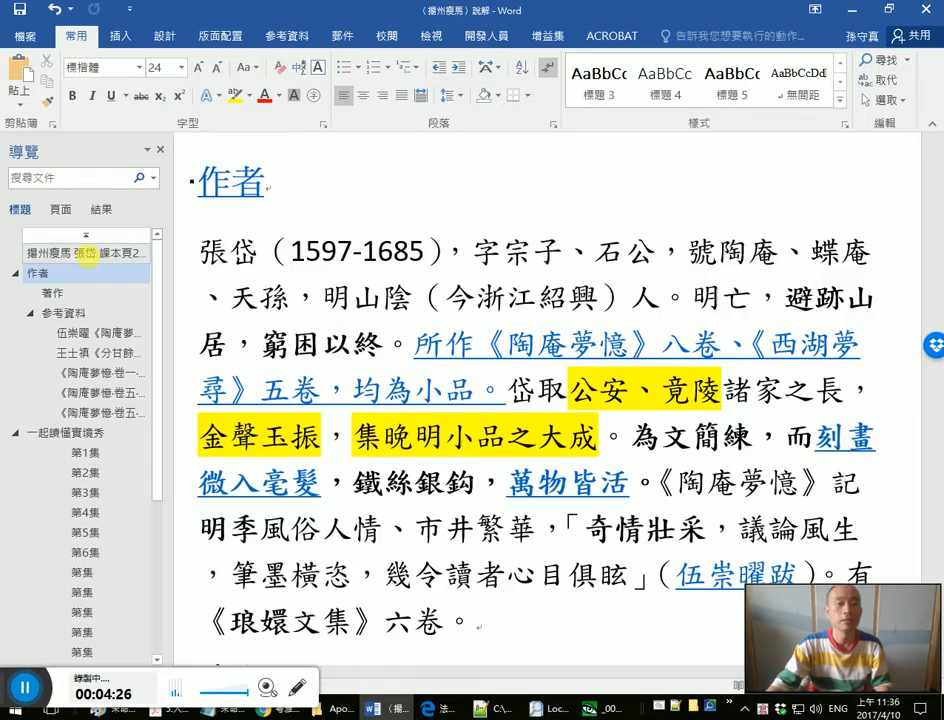 〈揚州瘦馬〉說解 - Word
檔案 常用 插入 設計 版面配置 參考資料 郵件 校閱 檢視 開發人員 增益集 ACROBAT 告訴我您想要執行的動作... 孫守真 共用
標楷體 24
貼上
AaBbCc AaBbCc AaBbCc AaBbCcDd
標題 3 標題 4 標題 5 無間距
尋找
取代
選取
剪貼簿 字型 段落 樣式 編輯
導覽
搜尋文件
標題 頁面 結果
揚州瘦馬 張岱 課本頁2...
作者
著作
參考資料
伍崇曜《陶庵夢...
王士禛《分甘餘...
《陶庵夢憶·卷一·...
《陶庵夢憶·卷五·...
《陶庵夢憶·卷五·...
一起讀懂實境秀
第1集
第2集
第3集
第4集
第5集
第6集
第集
第集
第集
第集
第集
作者
張岱（1597-1685），字宗子、石公，號陶庵、蝶庵
、天孫，明山陰（今浙江紹興）人。明亡，避跡山
居，窮困以終。所作《陶庵夢憶》八卷、《西湖夢
尋》五卷，均為小品。岱取公安、竟陵諸家之長，
金聲玉振，集晚明小品之大成。為文簡練，而刻畫
微入毫髮，鐵絲銀鈎，萬物皆活。《陶庵夢憶》記
明季風俗人情、市井繁華，「奇情壯采，議論風生
，筆墨橫恣，幾令讀者心目俱眩」（伍崇曜跋）。有
《琅嬛文集》六卷。
錄製中...
00:04:26
Apo... 〈揚... 法... C:\... Loc... _00...
上午 11:36
2017/4/10